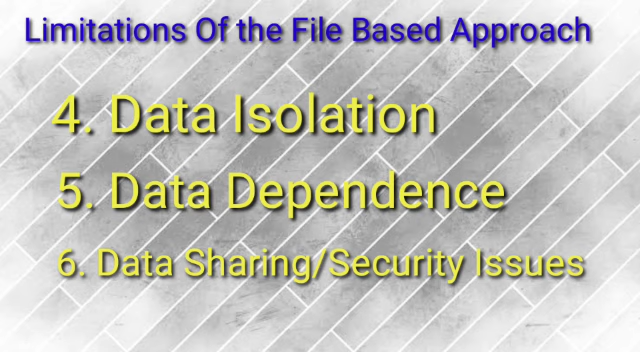 Limitations Of the File Based Approach
4. Data Isolation
5. Data Dependence
6. Data Sharing/Security Issues